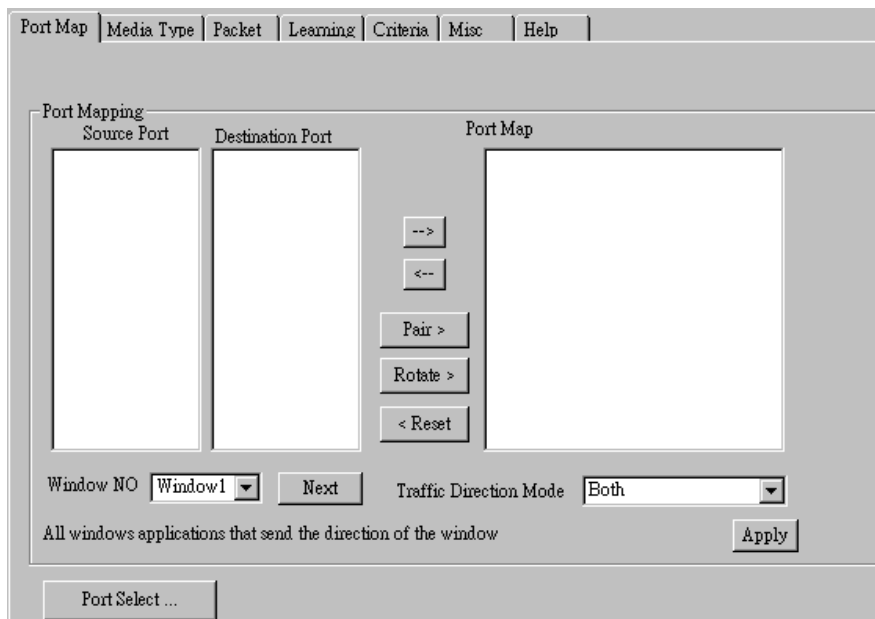 Port Map Media Type Packet Learning Criteria Misc Help
Port Mapping
Source Port Destination Port Port Map
-->
<--
Pair >
Rotate >
< Reset
Window NO Window1 Next Traffic Direction Mode Both
All windows applications that send the direction of the window Apply
Port Select ...